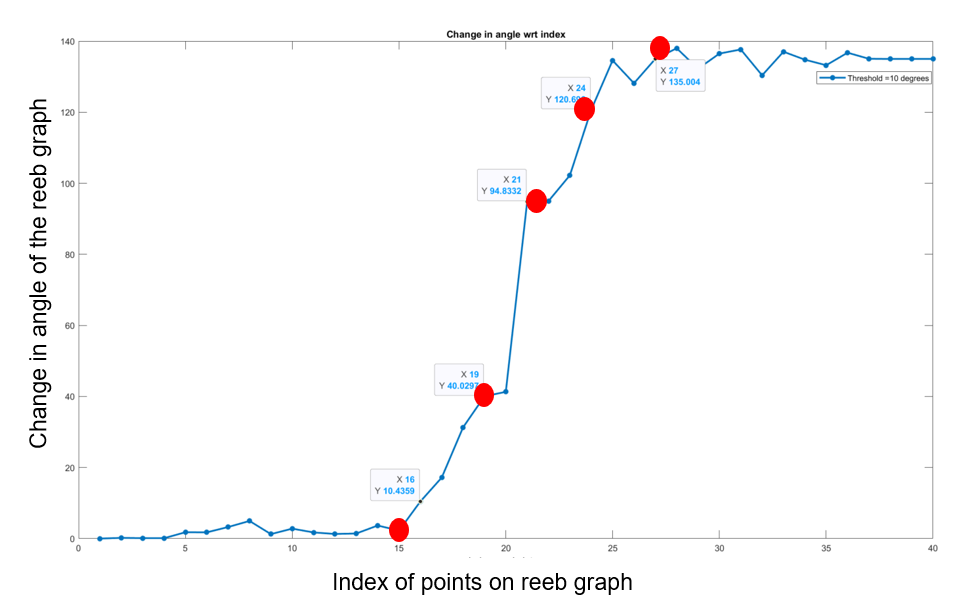 Change in angle wrt index
Change in angle of the reeb graph
140
120
100
80
60
40
20
0
X 27
Y 135.004
Threshold =10 degrees
X 24
Y 120.6
X 21
Y 94.8332
X 19
Y 40.0297
X 16
Y 10.4359
0 5 10 15 20 25 30 35 40
Index of points on reeb graph